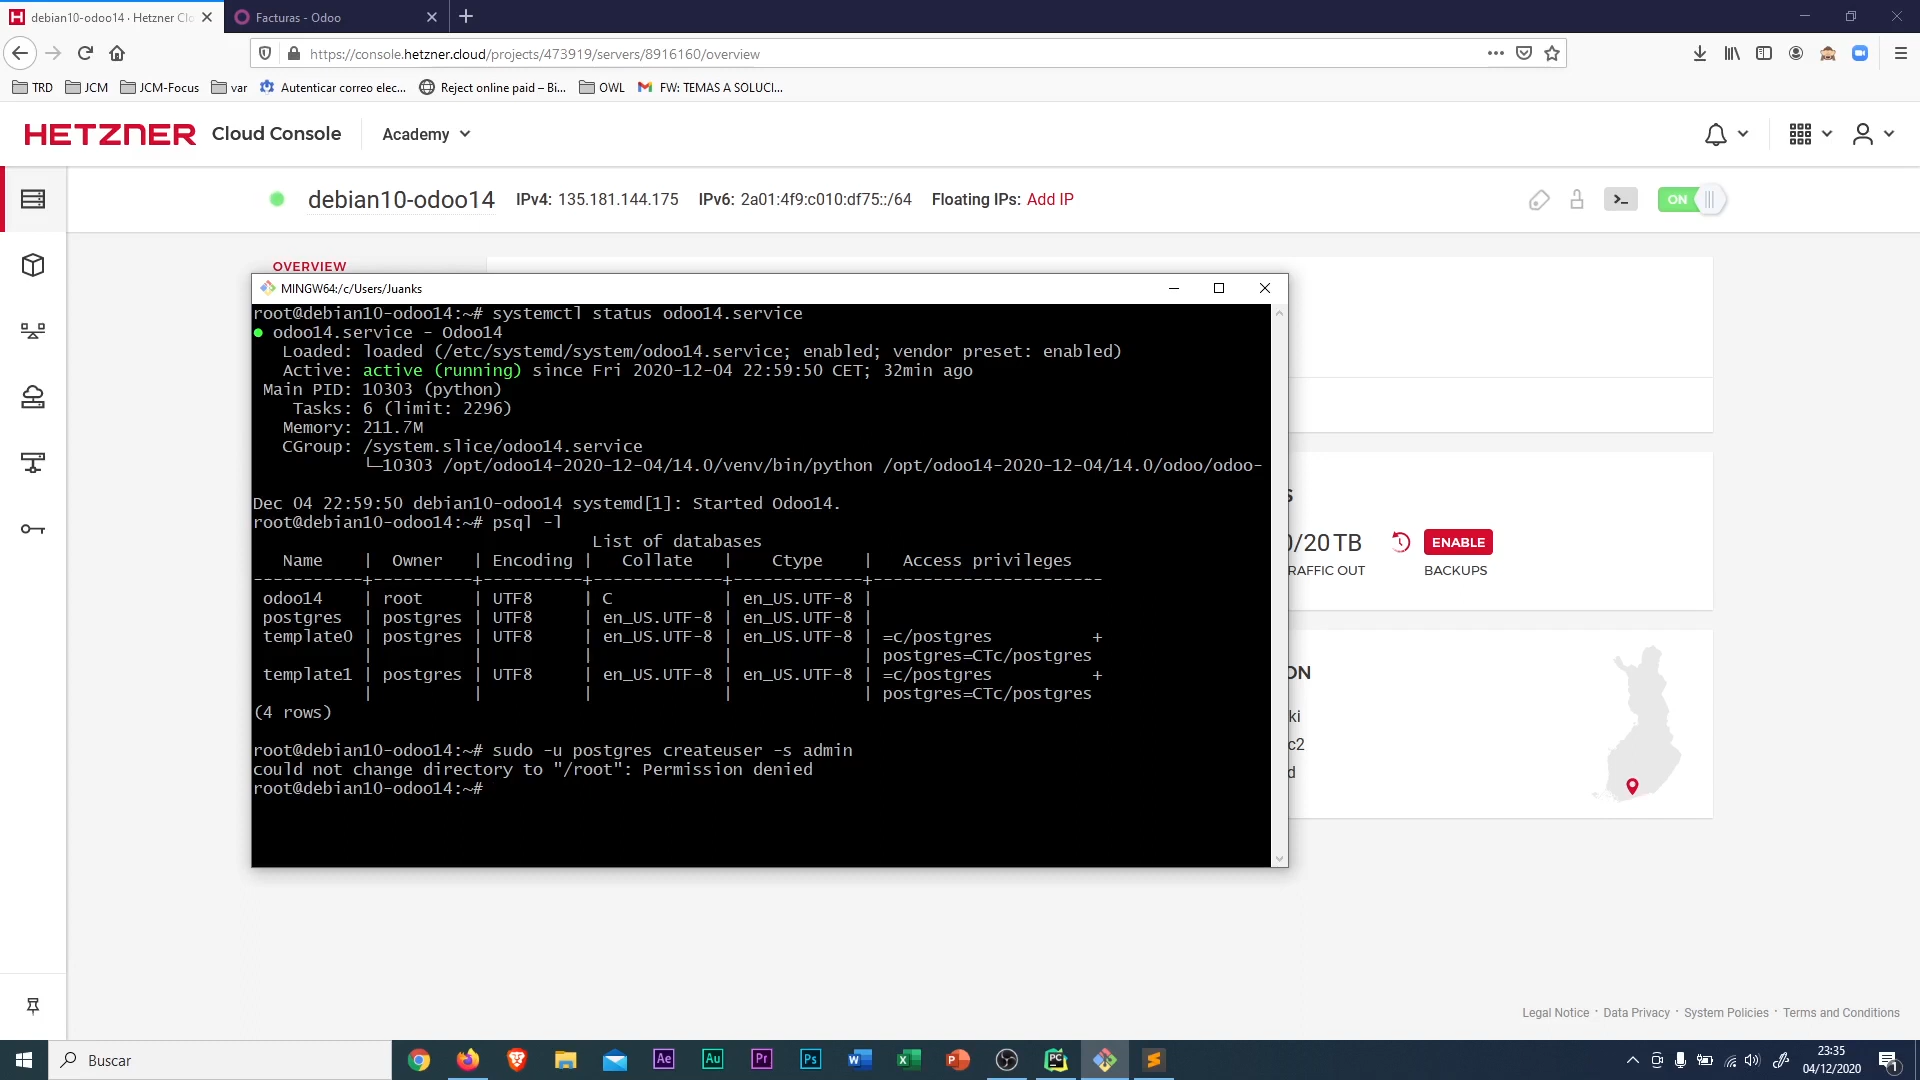 debian10-odoo14 · Hetzner Clo
Facturas - Odoo
https://console.hetzner.cloud/projects/473919/servers/8916160/overview
TRD
JCM
JCM-Focus
var
Autenticar correo elec...
Reject online paid – Bi...
OWL
FW: TEMAS A SOLUCI...
HETZNER Cloud Console
Academy
debian10-odoo14
IPv4: 135.181.144.175
IPv6: 2a01:4f9:c010:df75::/64
Floating IPs: Add IP
>_
ON
OVERVIEW
MINGW64:/c/Users/Juanks
root@debian10-odoo14:~# systemctl status odoo14.service
● odoo14.service - Odoo14
Loaded: loaded (/etc/systemd/system/odoo14.service; enabled; vendor preset: enabled)
Active: active (running) since Fri 2020-12-04 22:59:50 CET; 32min ago
Main PID: 10303 (python)
Tasks: 6 (limit: 2296)
Memory: 211.7M
CGroup: /system.slice/odoo14.service
└─10303 /opt/odoo14-2020-12-04/14.0/venv/bin/python /opt/odoo14-2020-12-04/14.0/odoo/odoo-
Dec 04 22:59:50 debian10-odoo14 systemd[1]: Started Odoo14.
root@debian10-odoo14:~# psql -l
List of databases
Name | Owner | Encoding | Collate | Ctype | Access privileges
-----------+----------+----------+-------------+-------------+-----------------------
odoo14 | root | UTF8 | C | en_US.UTF-8 |
postgres | postgres | UTF8 | en_US.UTF-8 | en_US.UTF-8 |
template0 | postgres | UTF8 | en_US.UTF-8 | en_US.UTF-8 | =c/postgres +
| | | | | postgres=CTc/postgres
template1 | postgres | UTF8 | en_US.UTF-8 | en_US.UTF-8 | =c/postgres +
| | | | | postgres=CTc/postgres
(4 rows)
root@debian10-odoo14:~# sudo -u postgres createuser -s admin
could not change directory to "/root": Permission denied
root@debian10-odoo14:~#
S
0/20 TB
RAFFIC OUT
ENABLE
BACKUPS
ON
ki
c2
d
Legal Notice · Data Privacy · System Policies · Terms and Conditions
Buscar
Ae
Au
Pr
Ps
PC
23:35
04/12/2020
1